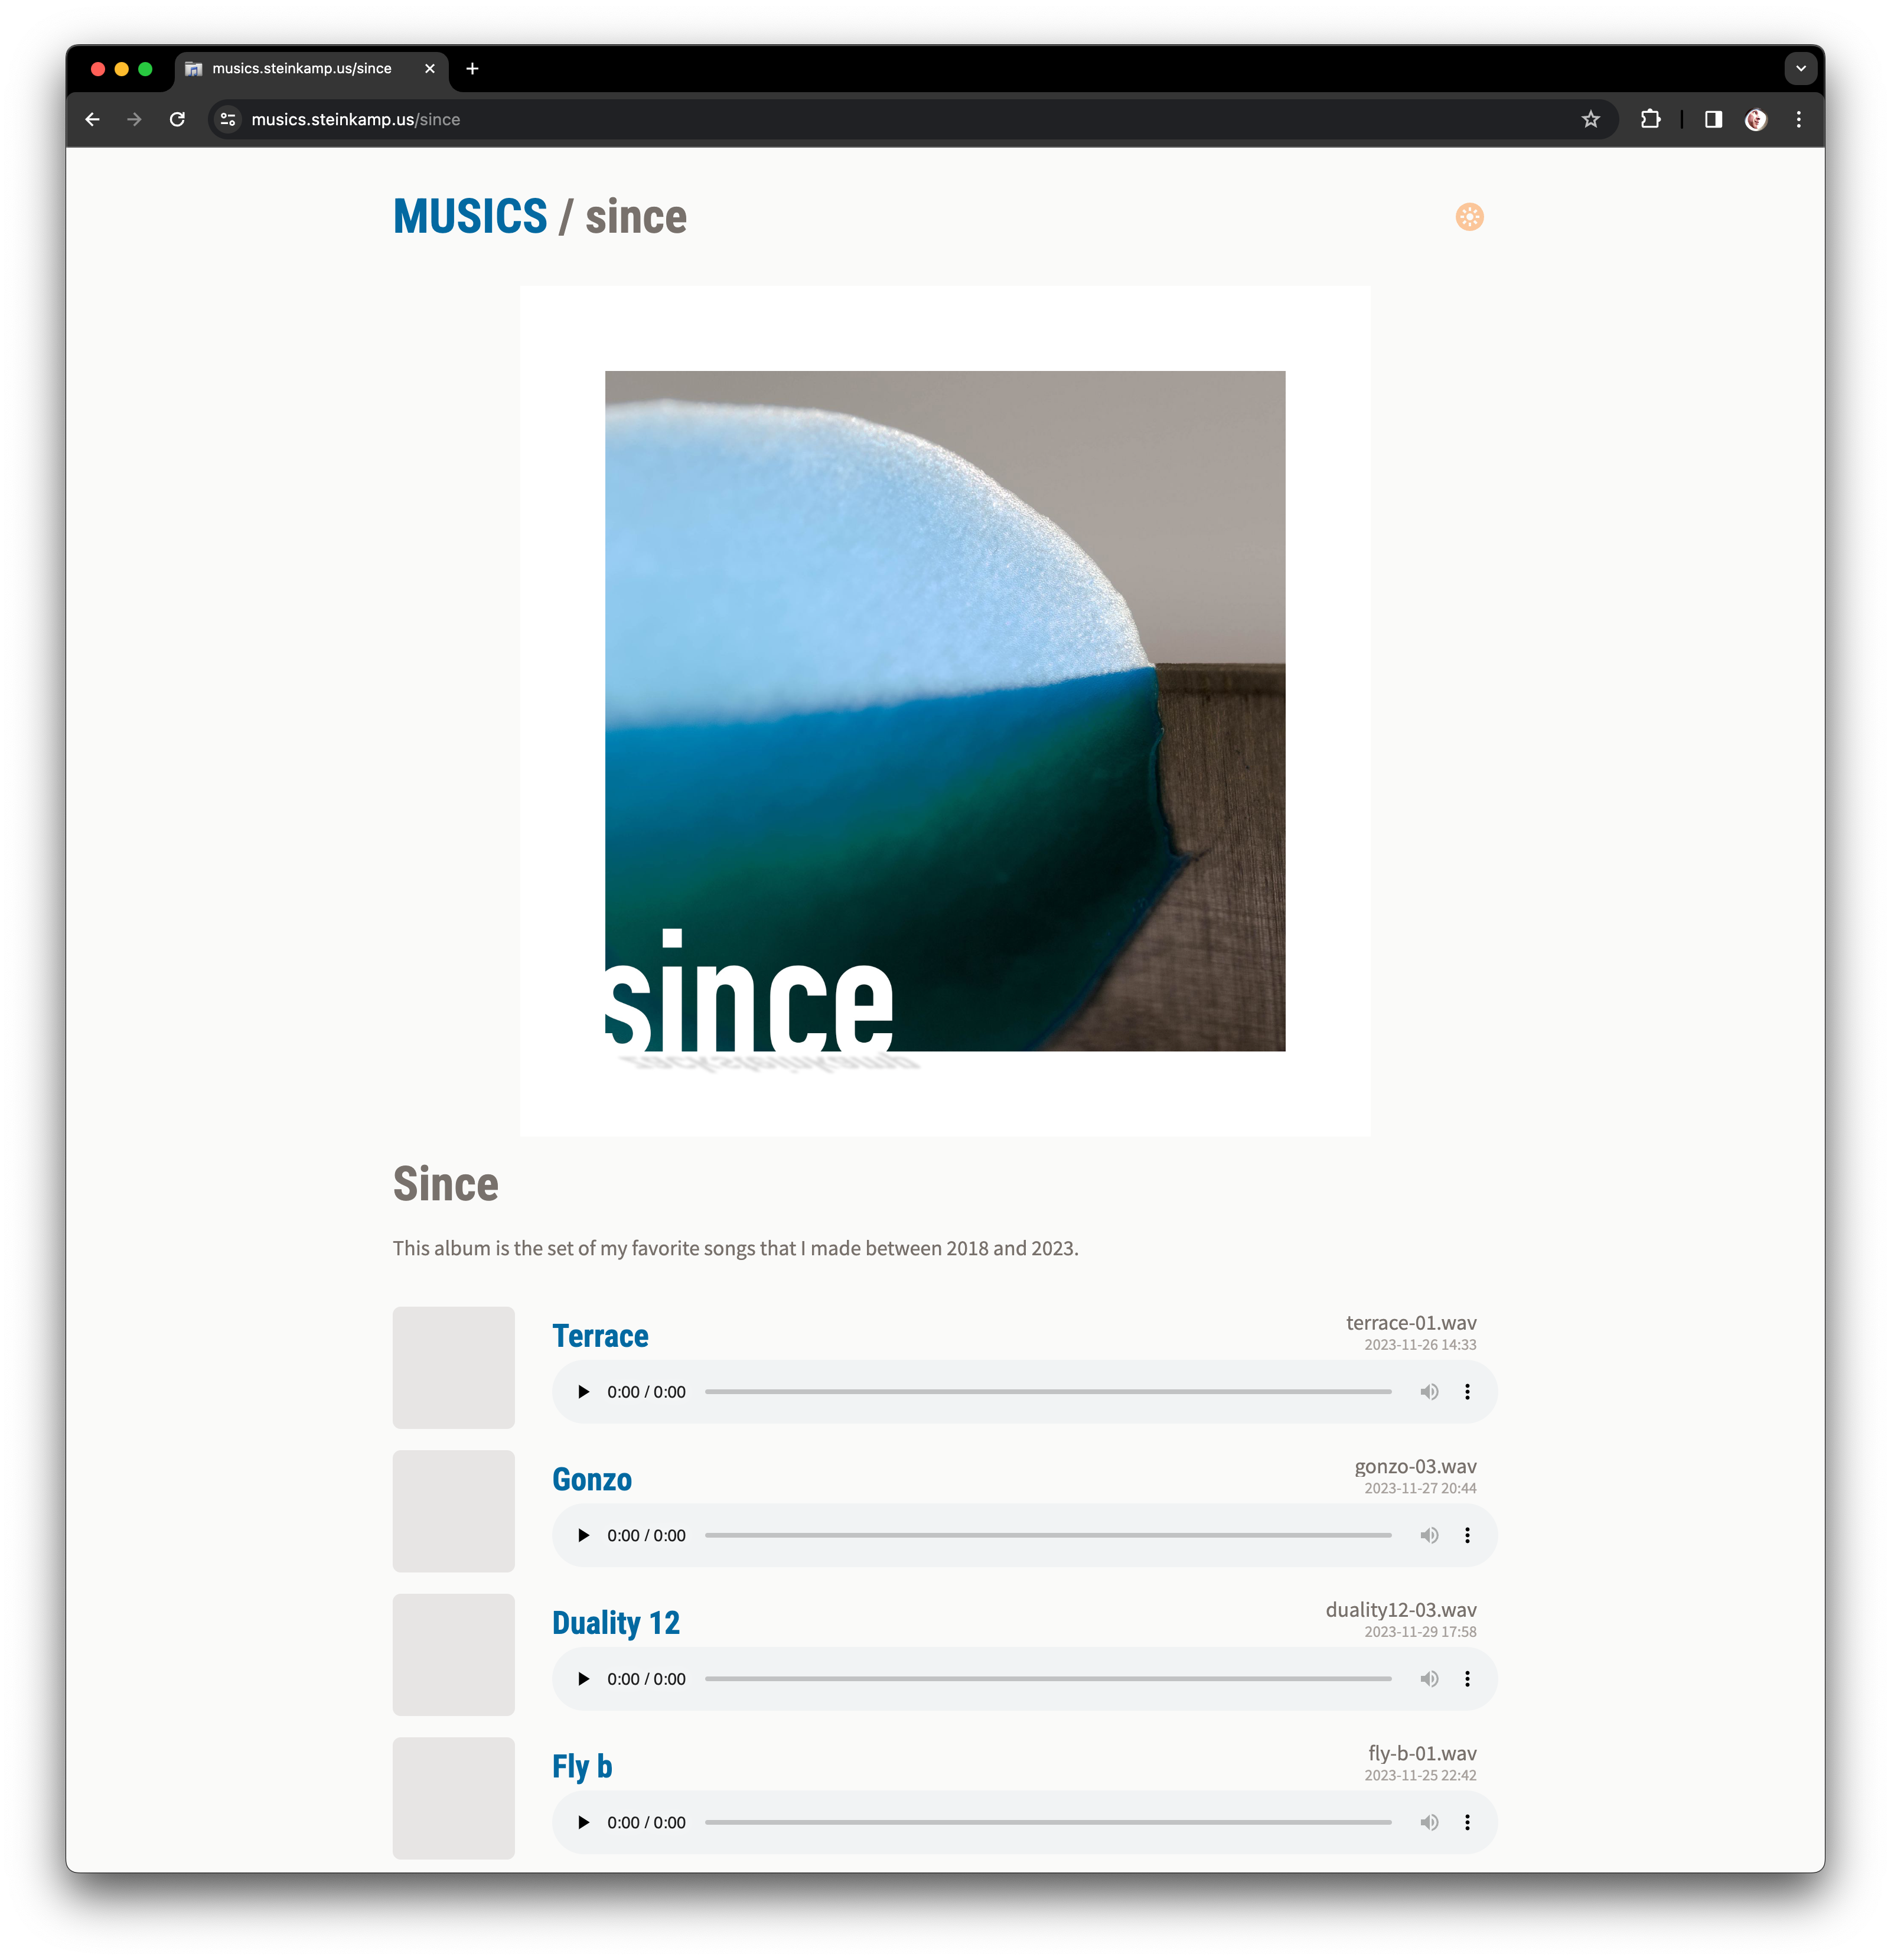 musics.steinkamp.us/since
musics.steinkamp.us/since
MUSICS / since
since
Since
This album is the set of my favorite songs that I made between 2018 and 2023.
Terrace
terrace-01.wav
2023-11-26 14:33
0:00 / 0:00
Gonzo
gonzo-03.wav
2023-11-27 20:44
0:00 / 0:00
Duality 12
duality12-03.wav
2023-11-29 17:58
0:00 / 0:00
Fly b
fly-b-01.wav
2023-11-25 22:42
0:00 / 0:00